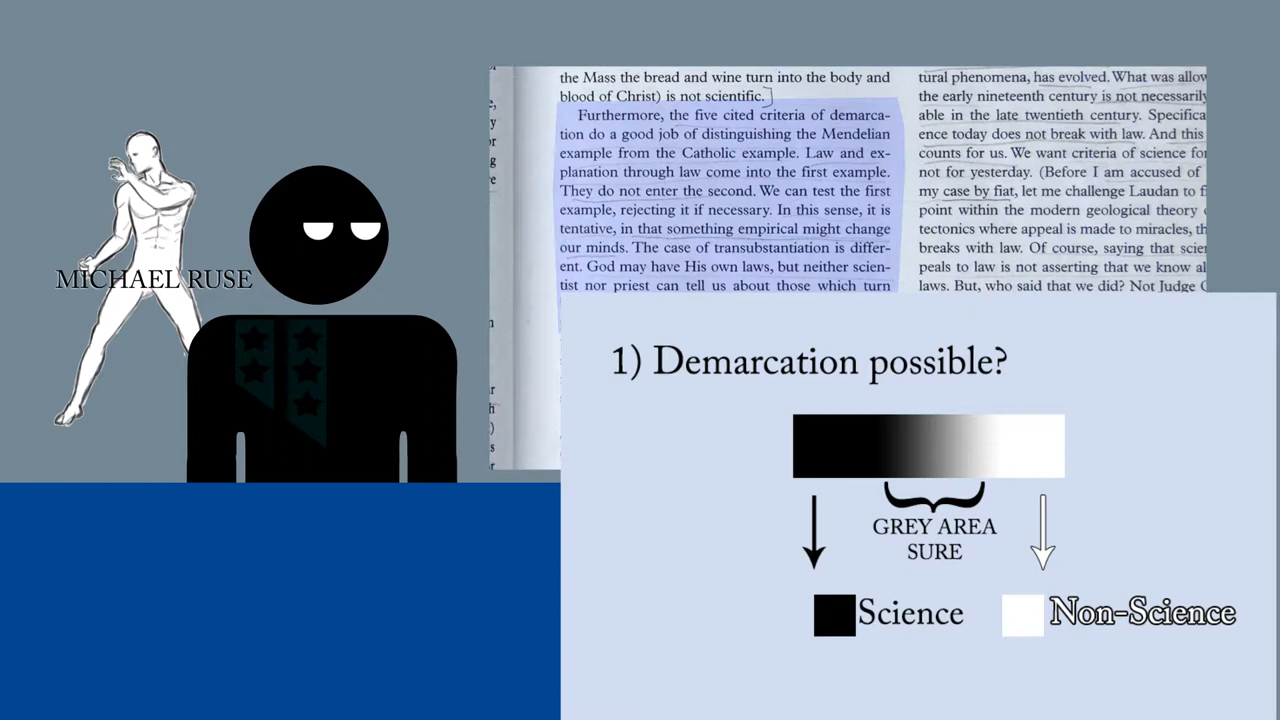 MICHAEL RUSE
the Mass the bread and wine turn into the body and
blood of Christ) is not scientific.
Furthermore, the five cited criteria of demarca-
tion do a good job of distinguishing the Mendelian
example from the Catholic example. Law and ex-
planation through law come into the first example.
They do not enter the second. We can test the first
example, rejecting it if necessary. In this sense, it is
tentative, in that something empirical might change
our minds. The case of transubstantiation is differ-
ent. God may have His own laws, but neither scien-
tist nor priest can tell us about those which turn
tural phenomena, has evolved. What was allow
the early nineteenth century is not necessarily
able in the late twentieth century. Specifica
ence today does not break with law. And this
counts for us. We want criteria of science for
not for yesterday. (Before I am accused of
my case by fiat, let me challenge Laudan to f
point within the modern geological theory
tectonics where appeal is made to miracles, th
breaks with law. Of course, saying that scien
peals to law is not asserting that we know al
laws. But, who said that we did? Not Judge
1) Demarcation possible?
GREY AREA
SURE
Science
Non-Science